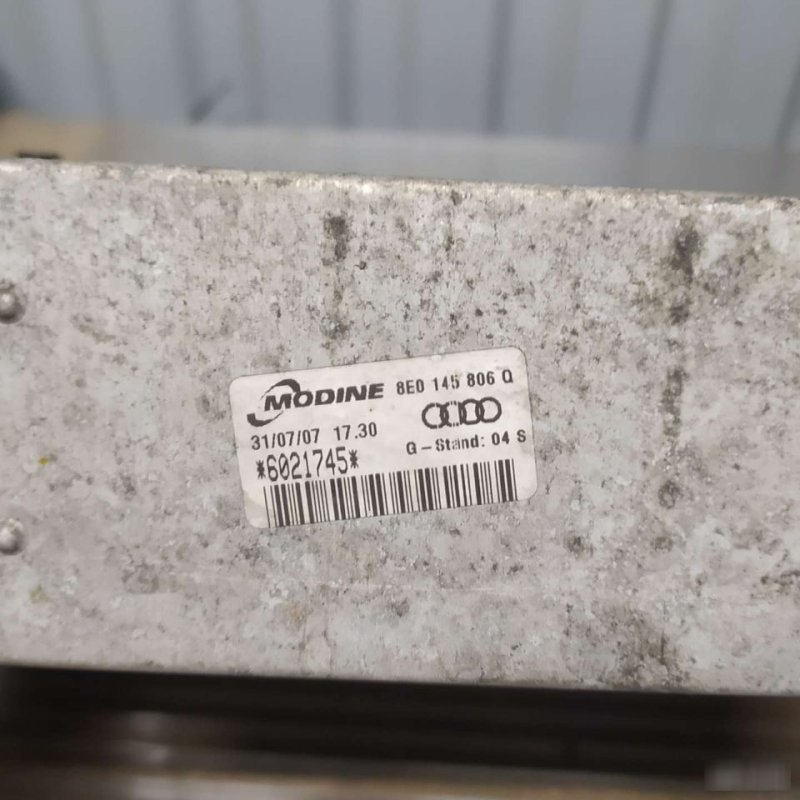 MODINE 8E0 145 806 Q
31/07/07 17.30
G-Stand: 04 S
*6021745*